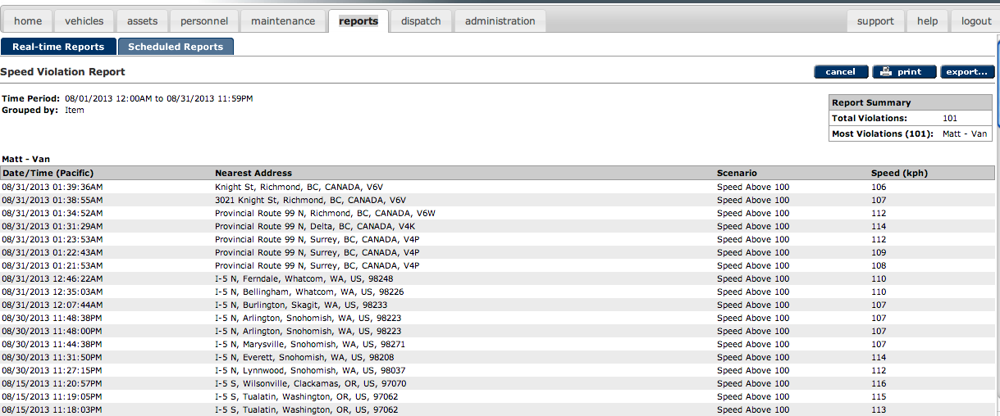 home vehicles assets personnel maintenance reports dispatch administration support help logout
Real-time Reports Scheduled Reports
Speed Violation Report cancel print export...
Time Period: 08/01/2013 12:00AM to 08/31/2013 11:59PM
Grouped by: Item
Report Summary
Total Violations: 101
Most Violations (101): Matt - Van
Matt - Van
Date/Time (Pacific) Nearest Address Scenario Speed (kph)
08/31/2013 01:39:36AM Knight St, Richmond, BC, CANADA, V6V Speed Above 100 106
08/31/2013 01:38:55AM 3021 Knight St, Richmond, BC, CANADA, V6V Speed Above 100 107
08/31/2013 01:34:52AM Provincial Route 99 N, Richmond, BC, CANADA, V6W Speed Above 100 112
08/31/2013 01:31:29AM Provincial Route 99 N, Delta, BC, CANADA, V4K Speed Above 100 114
08/31/2013 01:23:53AM Provincial Route 99 N, Surrey, BC, CANADA, V4P Speed Above 100 112
08/31/2013 01:22:43AM Provincial Route 99 N, Surrey, BC, CANADA, V4P Speed Above 100 109
08/31/2013 01:21:53AM Provincial Route 99 N, Surrey, BC, CANADA, V4P Speed Above 100 108
08/31/2013 12:46:22AM I-5 N, Ferndale, Whatcom, WA, US, 98248 Speed Above 100 110
08/31/2013 12:35:03AM I-5 N, Bellingham, Whatcom, WA, US, 98226 Speed Above 100 110
08/31/2013 12:07:44AM I-5 N, Burlington, Skagit, WA, US, 98233 Speed Above 100 107
08/30/2013 11:48:38PM I-5 N, Arlington, Snohomish, WA, US, 98223 Speed Above 100 107
08/30/2013 11:48:00PM I-5 N, Arlington, Snohomish, WA, US, 98223 Speed Above 100 107
08/30/2013 11:44:38PM I-5 N, Marysville, Snohomish, WA, US, 98271 Speed Above 100 107
08/30/2013 11:31:50PM I-5 N, Everett, Snohomish, WA, US, 98208 Speed Above 100 114
08/30/2013 11:27:15PM I-5 N, Lynnwood, Snohomish, WA, US, 98037 Speed Above 100 112
08/15/2013 11:20:57PM I-5 S, Wilsonville, Clackamas, OR, US, 97070 Speed Above 100 116
08/15/2013 11:19:05PM I-5 S, Tualatin, Washington, OR, US, 97062 Speed Above 100 115
08/15/2013 11:18:03PM I-5 S, Tualatin, Washington, OR, US, 97062 Speed Above 100 113